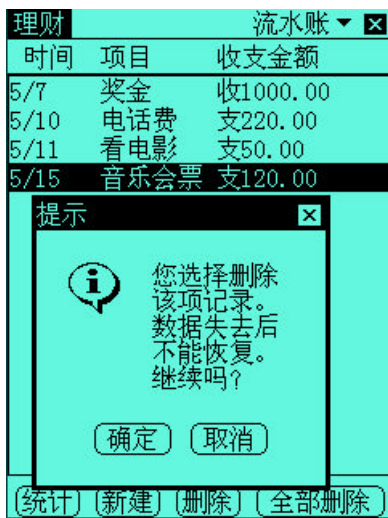 理财 流水账
时间 项目 收支金额
5/7 奖金 收1000.00
5/10 电话费 支220.00
5/11 看电影 支50.00
5/15 音乐会票 支120.00
提示
您选择删除
该项记录。
数据失去后
不能恢复。
继续吗?
确定 取消
统计 新建 删除 全部删除